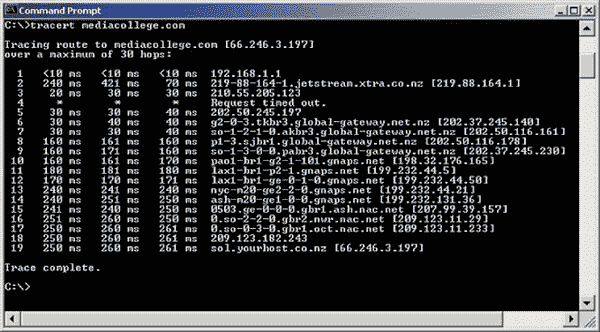 Command Prompt
C:\>tracert mediacollege.com
Tracing route to mediacollege.com [66.246.3.197]
over a maximum of 30 hops:
1 <10 ms <10 ms <10 ms 192.168.1.1
2 240 ms 421 ms 70 ms 219-88-164-1.jetstream.xtra.co.nz [219.88.164.1]
3 20 ms 30 ms 30 ms 210.55.205.123
4 * * * Request timed out.
5 30 ms 30 ms 40 ms 202.50.245.197
6 30 ms 40 ms 40 ms g2-0-3.tkbr3.global-gateway.net.nz [202.37.245.140]
7 30 ms 30 ms 40 ms so-1-2-1-0.akbr3.global-gateway.net.nz [202.50.116.161]
8 160 ms 161 ms 160 ms p1-3.sjbr1.global-gateway.net.nz [202.50.116.178]
9 160 ms 171 ms 160 ms so-1-3-0-0.pabr3.global-gateway.net.nz [202.37.245.230]
10 160 ms 161 ms 170 ms pao1-br1-g2-1-101.gnaps.net [198.32.176.165]
11 180 ms 181 ms 180 ms lax1-br1-p2-1.gnaps.net [199.232.44.5]
12 170 ms 170 ms 171 ms lax1-br1-ge-0-1-0.gnaps.net [199.232.44.50]
13 240 ms 241 ms 240 ms nyc-n20-ge2-2-0.gnaps.net [199.232.44.21]
14 240 ms 251 ms 250 ms ash-n20-ge1-0-0.gnaps.net [199.232.131.36]
15 241 ms 240 ms 250 ms 0503.ge-0-0-0.gbr1.ash.nac.net [207.99.39.157]
16 251 ms 260 ms 250 ms 0.so-2-2-0.gbr2.nwr.nac.net [209.123.11.29]
17 250 ms 260 ms 261 ms 0.so-0-3-0.gbr1.oct.nac.net [209.123.11.233]
18 250 ms 260 ms 261 ms 209.123.182.243
19 250 ms 260 ms 261 ms sol.yourhost.co.nz [66.246.3.197]
Trace complete.
C:\>